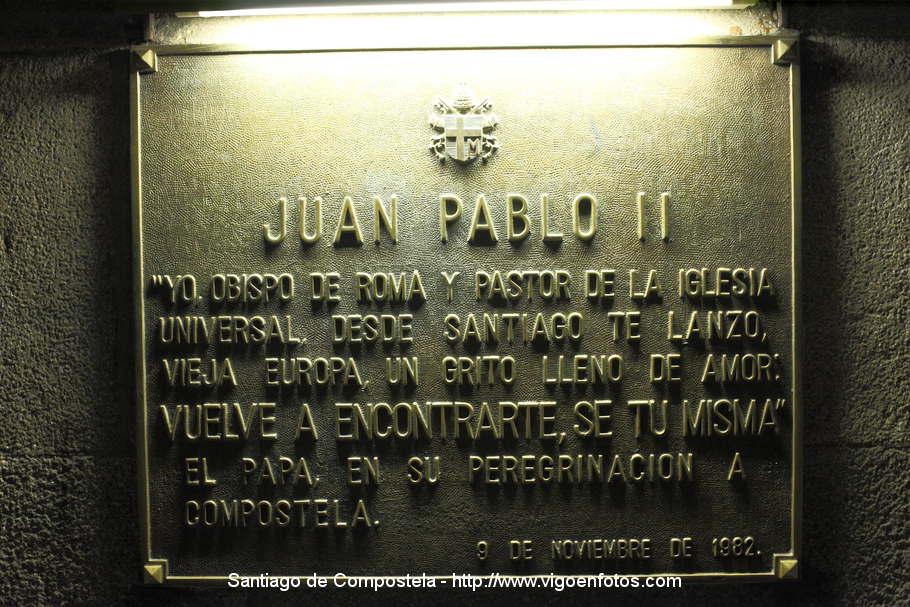 M
JUAN PABLO II
"YO, OBISPO DE ROMA Y PASTOR DE LA IGLESIA
UNIVERSAL, DESDE SANTIAGO TE LANZO,
VIEJA EUROPA, UN GRITO LLENO DE AMOR:
VUELVE A ENCONTRARTE, SE TU MISMA"
EL PAPA, EN SU PEREGRINACION A
COMPOSTELA.
9 DE NOVIEMBRE DE 1982.
Santiago de Compostela - http://www.vigoenfotos.com